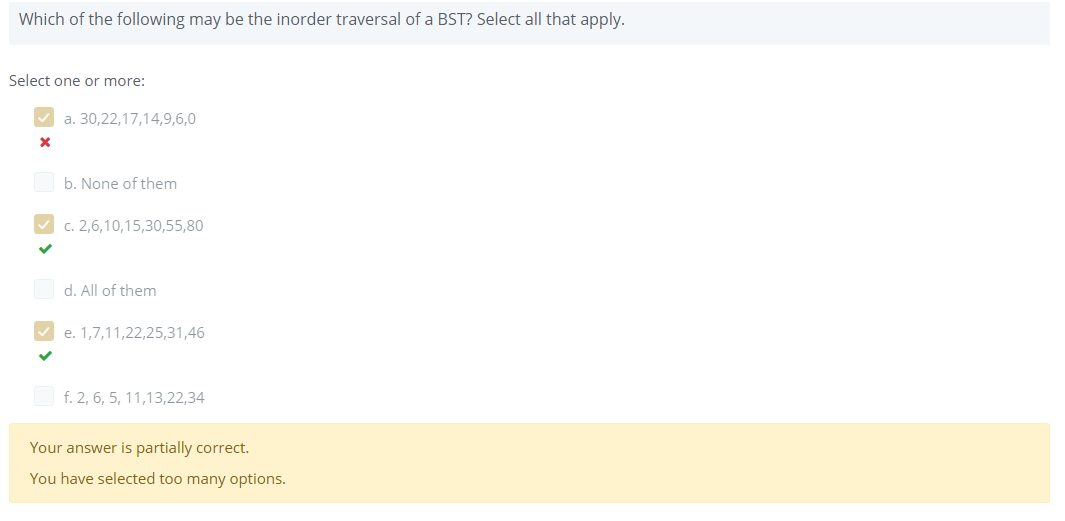 Which of the following may be the inorder traversal of a BST? Select all that apply.
Select one or more:
a. 30,22,17,14,9,6,0
b. None of them
c. 2,6,10,15,30,55,80
d. All of them
e. 1,7,11,22,25,31,46
f. 2, 6, 5, 11,13,22,34
Your answer is partially correct.
You have selected too many options.